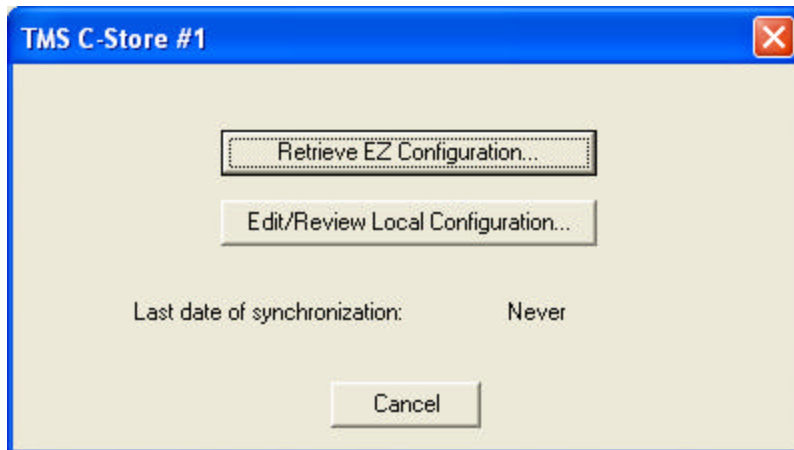 TMS C-Store #1
Retrieve EZ Configuration...
Edit/Review Local Configuration...
Last date of synchronization: Never
Cancel